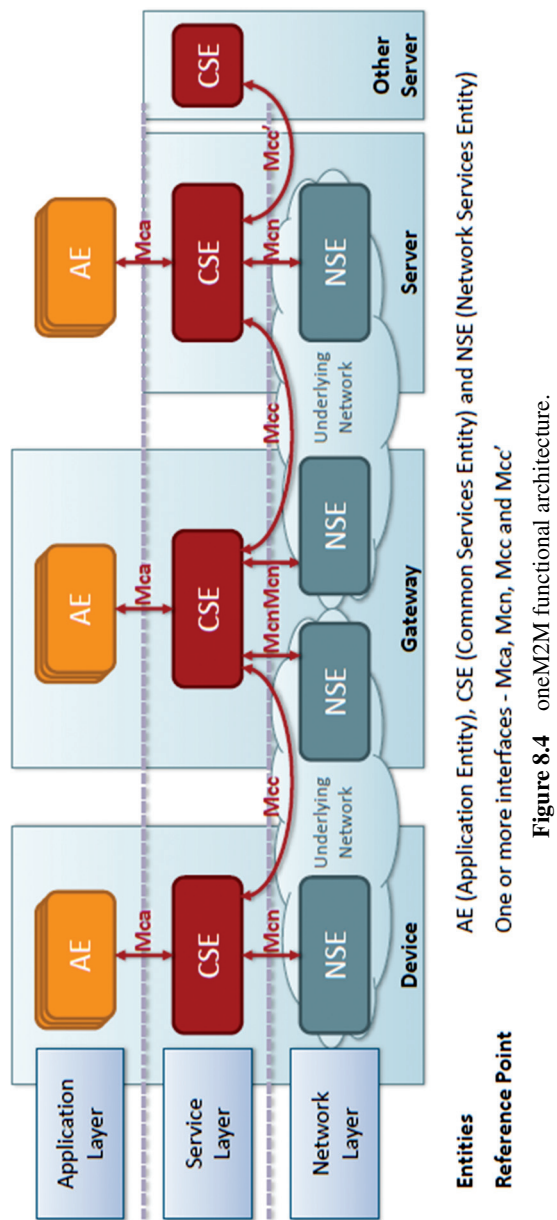 Application
Layer
AE
AE
AE
Mca
Mca
Mca
Service
Layer
CSE
CSE
CSE
CSE
Mcc
Mcc
Mcc'
Mcn
Mcn
Mcn
Mcn
Network
Layer
NSE
Underlying
Network
NSE
NSE
Underlying
Network
NSE
Device
Gateway
Server
Other
Server
Entities AE (Application Entity), CSE (Common Services Entity) and NSE (Network Services Entity)
Reference Point One or more interfaces - Mca, Mcn, Mcc and Mcc'
Figure 8.4 oneM2M functional architecture.